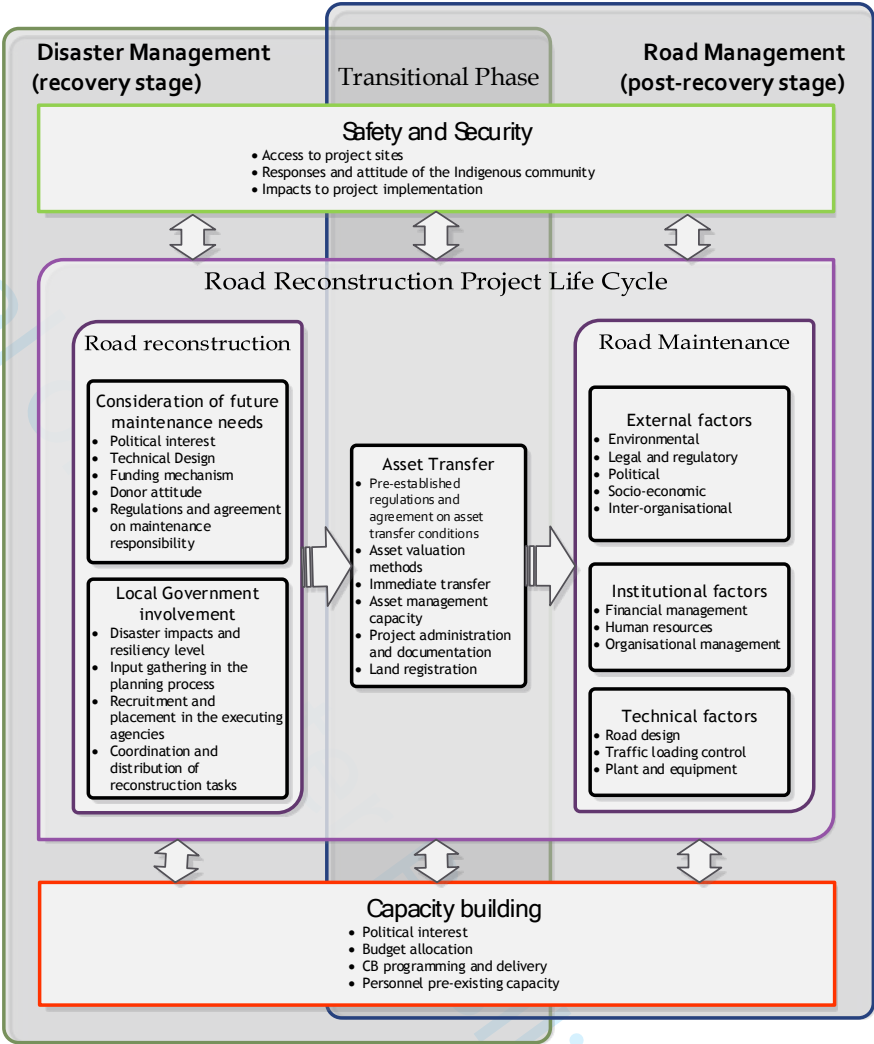 Disaster Management
(recovery stage)
Transitional Phase
Road Management
(post-recovery stage)
Safety and Security
• Access to project sites
• Responses and attitude of the Indigenous community
• Impacts to project implementation
Road Reconstruction Project Life Cycle
Road reconstruction
Consideration of future
maintenance needs
• Political interest
• Technical Design
• Funding mechanism
• Donor attitude
• Regulations and agreement
on maintenance
responsibility
Local Government
involvement
• Disaster impacts and
resiliency level
• Input gathering in the
planning process
• Recruitment and
placement in the executing
agencies
• Coordination and
distribution of
reconstruction tasks
Asset Transfer
• Pre-established
regulations and
agreement on asset
transfer conditions
• Asset valuation
methods
• Immediate transfer
• Asset management
capacity
• Project administration
and documentation
• Land registration
Road Maintenance
External factors
• Environmental
• Legal and regulatory
• Political
• Socio-economic
• Inter-organisational
Institutional factors
• Financial management
• Human resources
• Organisational management
Technical factors
• Road design
• Traffic loading control
• Plant and equipment
Capacity building
• Political interest
• Budget allocation
• CB programming and delivery
• Personnel pre-existing capacity